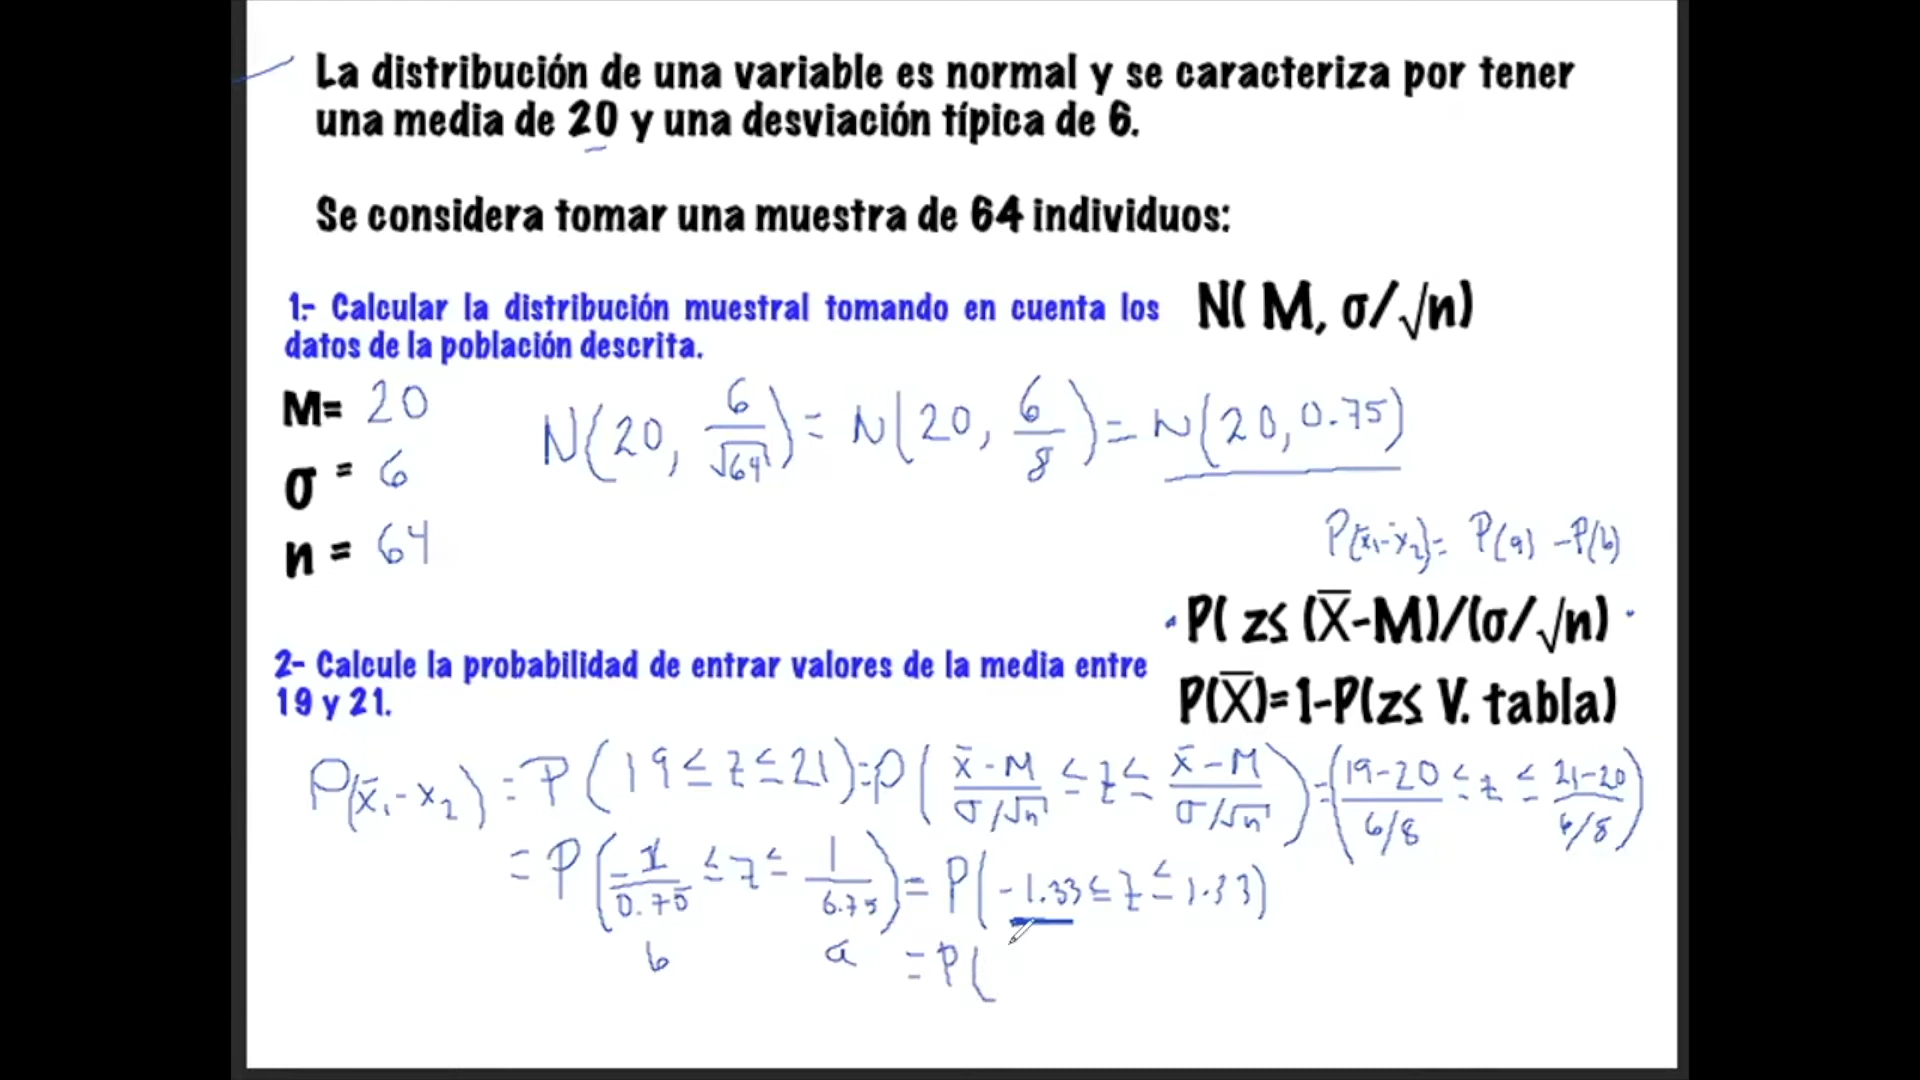 La distribución de una variable es normal y se caracteriza por tener
una media de 20 y una desviación típica de 6.
Se considera tomar una muestra de 64 individuos:
1.- Calcular la distribución muestral tomando en cuenta los
datos de la población descrita.
N( M, σ/√n)
M= 20
σ = 6
n = 64
N(20, 6/√64) = N(20, 6/8) = N(20, 0.75)
P(x̄₁-x̄₂) = P(a) - P(b)
P( z≤ (X̄-M)/(σ/√n)
P(X̄)=1-P(z≤ V. tabla)
2- Calcule la probabilidad de entrar valores de la media entre
19 y 21.
P(x̄₁-x₂) = P(19 ≤ z ≤ 21) = P((x̄-M)/(σ/√n) ≤ z ≤ (x̄-M)/(σ/√n)) = ((19-20)/(6/8) ≤ z ≤ (21-20)/(6/8))
= P(-1/0.75 ≤ z ≤ 1/6.75) = P(-1.33 ≤ z ≤ 1.33)
b a = P(